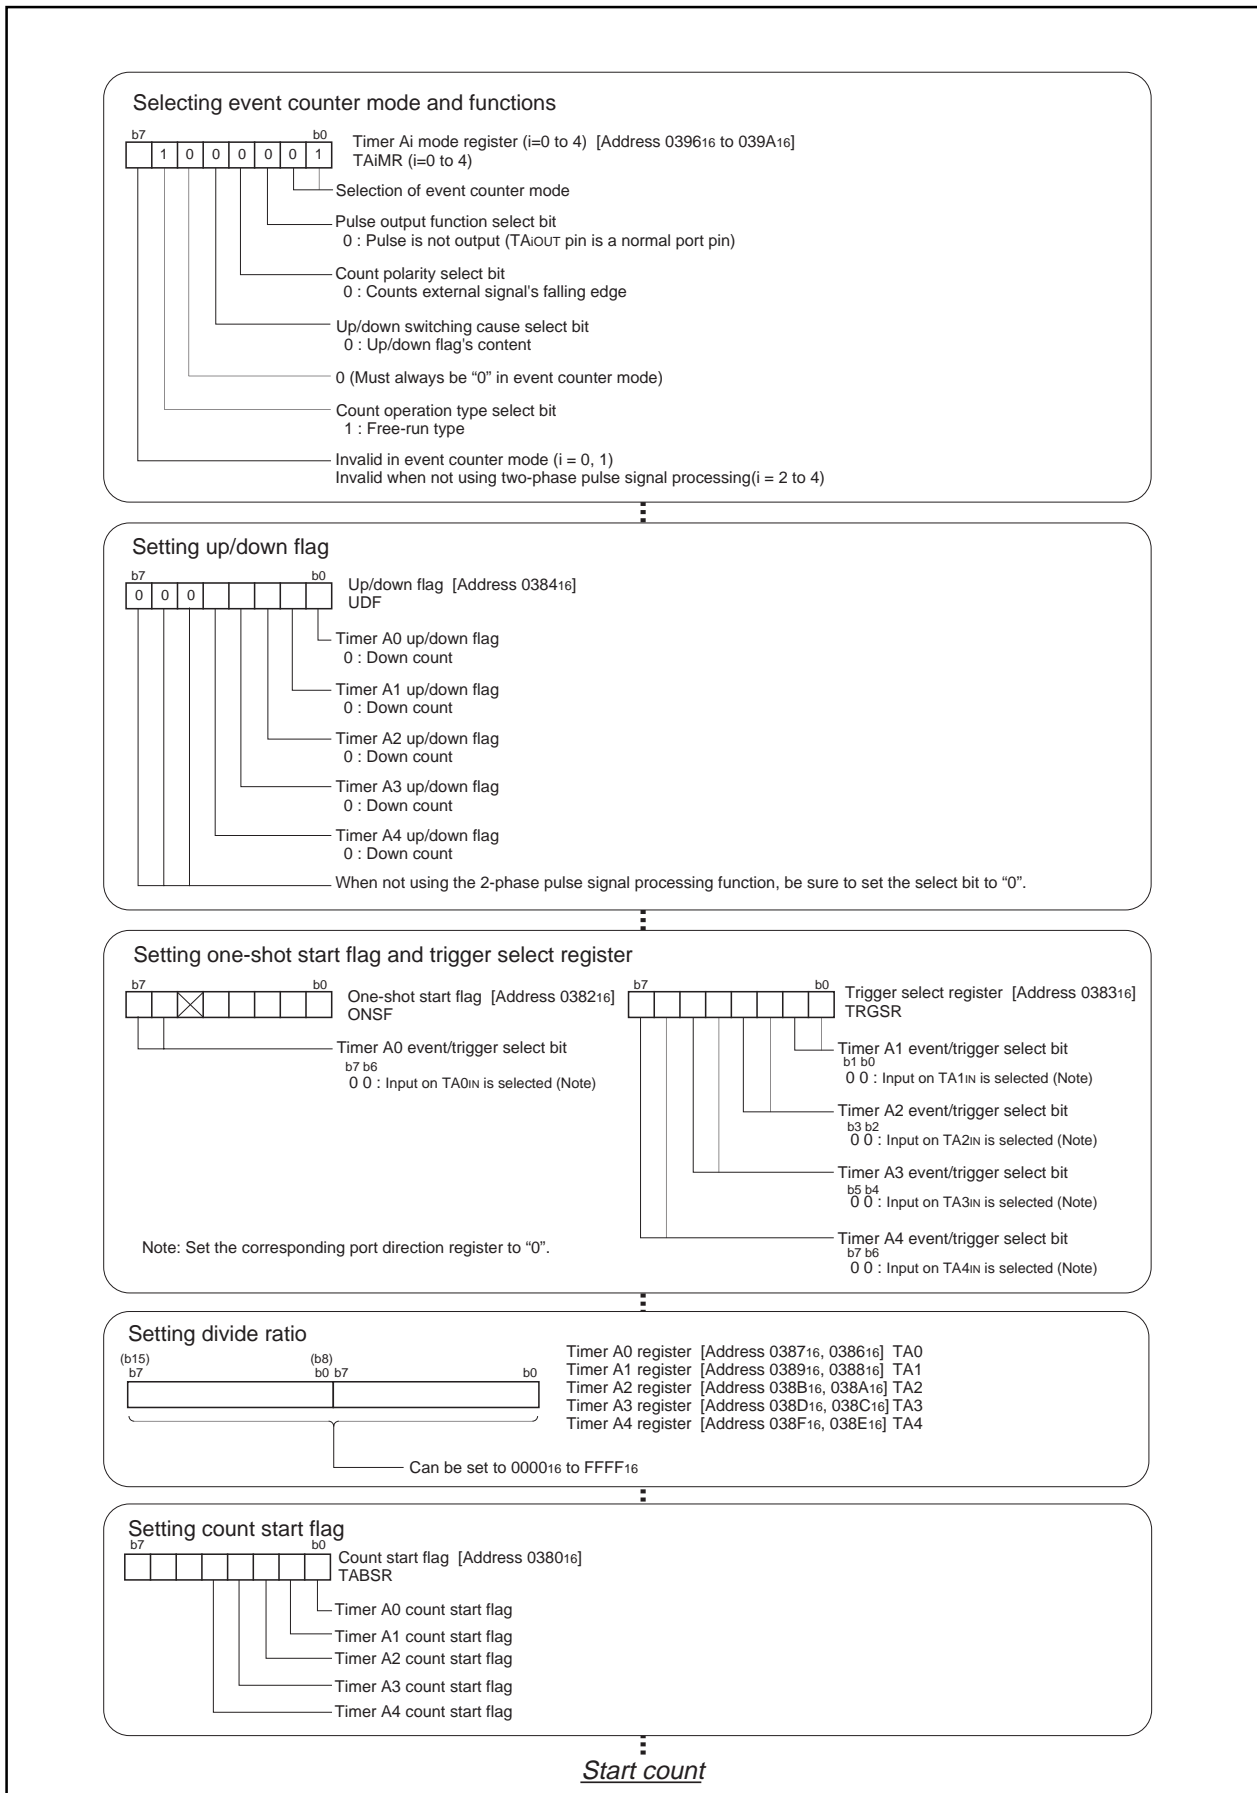 Selecting event counter mode and functions
b7 b0
1 0 0 0 0 0 1
Timer Ai mode register (i=0 to 4) [Address 039616 to 039A16]
TAiMR (i=0 to 4)
Selection of event counter mode
Pulse output function select bit
0 : Pulse is not output (TAiOUT pin is a normal port pin)
Count polarity select bit
0 : Counts external signal's falling edge
Up/down switching cause select bit
0 : Up/down flag's content
0 (Must always be “0” in event counter mode)
Count operation type select bit
1 : Free-run type
Invalid in event counter mode (i = 0, 1)
Invalid when not using two-phase pulse signal processing(i = 2 to 4)
Setting up/down flag
b7 b0
0 0 0
Up/down flag [Address 038416]
UDF
Timer A0 up/down flag
0 : Down count
Timer A1 up/down flag
0 : Down count
Timer A2 up/down flag
0 : Down count
Timer A3 up/down flag
0 : Down count
Timer A4 up/down flag
0 : Down count
When not using the 2-phase pulse signal processing function, be sure to set the select bit to “0”.
Setting one-shot start flag and trigger select register
b7 b0
One-shot start flag [Address 038216]
ONSF
Timer A0 event/trigger select bit
b7 b6
0 0 : Input on TA0IN is selected (Note)
b7 b0
Trigger select register [Address 038316]
TRGSR
Timer A1 event/trigger select bit
b1 b0
0 0 : Input on TA1IN is selected (Note)
Timer A2 event/trigger select bit
b3 b2
0 0 : Input on TA2IN is selected (Note)
Timer A3 event/trigger select bit
b5 b4
0 0 : Input on TA3IN is selected (Note)
Timer A4 event/trigger select bit
b7 b6
0 0 : Input on TA4IN is selected (Note)
Note: Set the corresponding port direction register to “0”.
Setting divide ratio
(b15) (b8)
b7 b0 b7 b0
Timer A0 register [Address 038716, 038616] TA0
Timer A1 register [Address 038916, 038816] TA1
Timer A2 register [Address 038B16, 038A16] TA2
Timer A3 register [Address 038D16, 038C16] TA3
Timer A4 register [Address 038F16, 038E16] TA4
Can be set to 000016 to FFFF16
Setting count start flag
b7 b0
Count start flag [Address 038016]
TABSR
Timer A0 count start flag
Timer A1 count start flag
Timer A2 count start flag
Timer A3 count start flag
Timer A4 count start flag
Start count